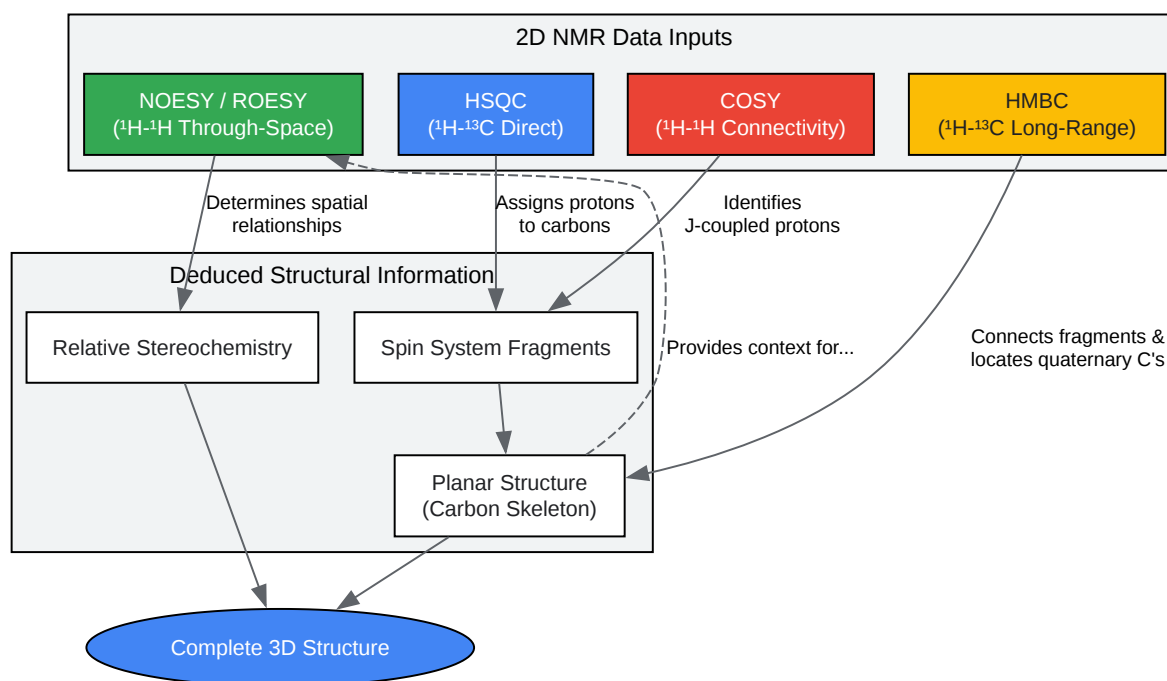 2D NMR Data Inputs
NOESY / ROESY
(¹H-¹H Through-Space)
HSQC
(¹H-¹³C Direct)
COSY
(¹H-¹H Connectivity)
HMBC
(¹H-¹³C Long-Range)
Determines spatial
relationships
Assigns protons
to carbons
Identifies
J-coupled protons
Deduced Structural Information
Relative Stereochemistry
Spin System Fragments
Provides context for...
Connects fragments &
locates quaternary C's
Planar Structure
(Carbon Skeleton)
Complete 3D Structure